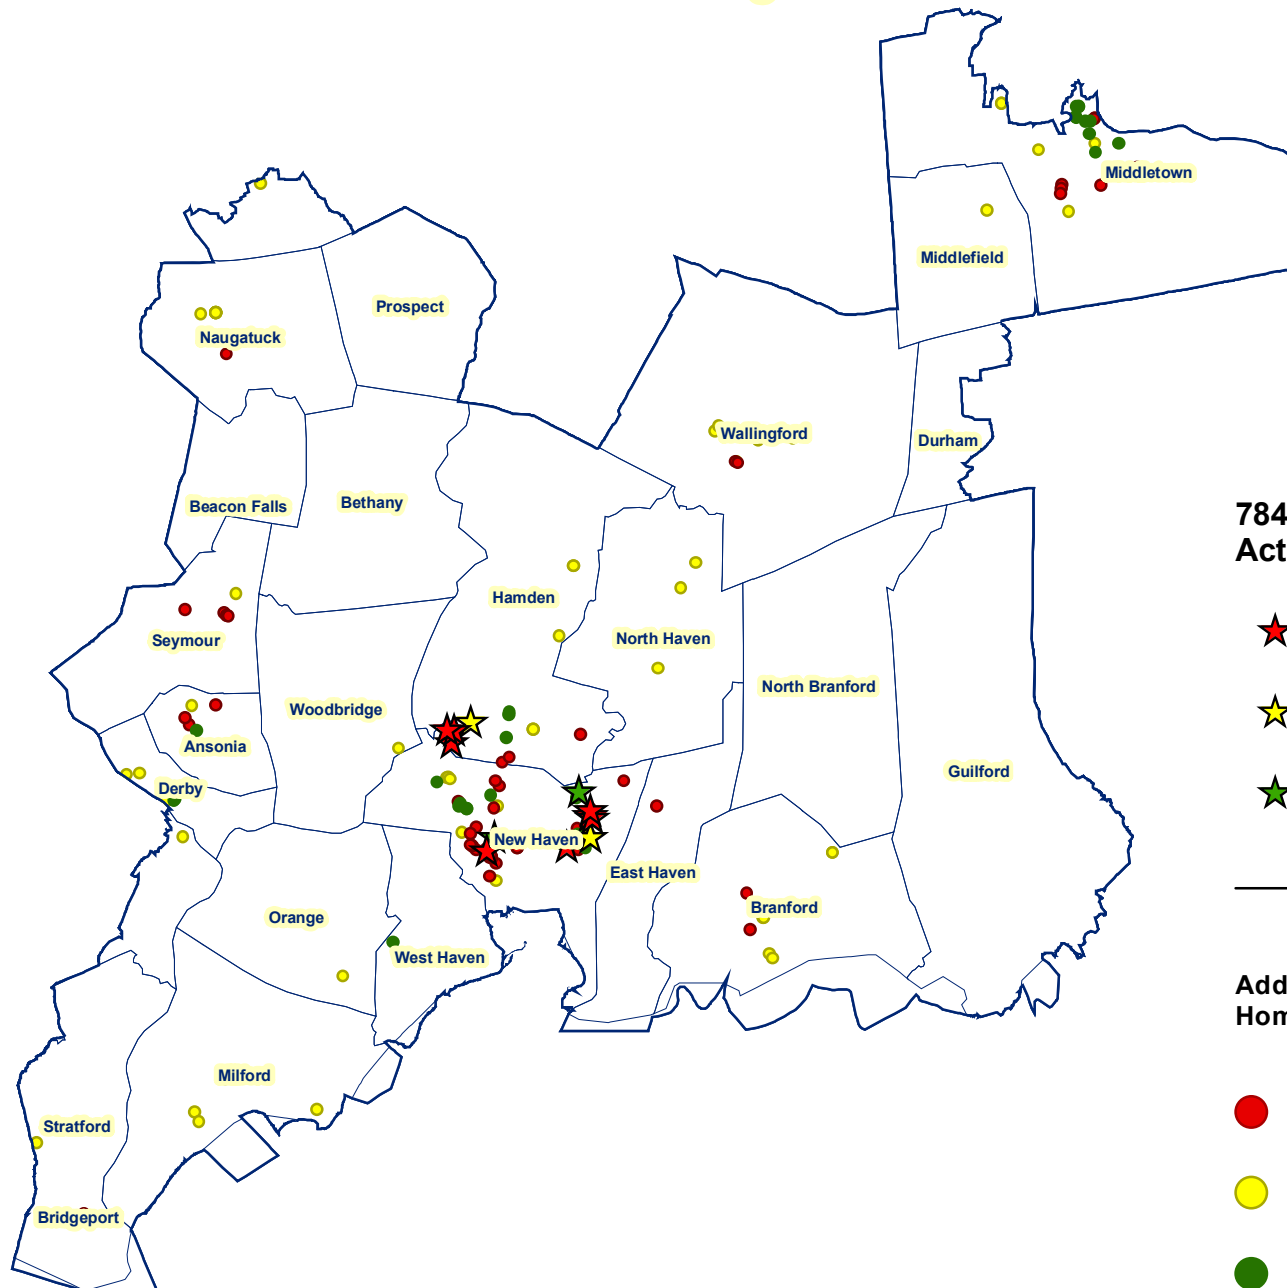 Middletown
Middlefield
Prospect
Naugatuck
Wallingford
Durham
Beacon Falls
Bethany
784
Act
Hamden
Seymour
North Haven
North Branford
Woodbridge
Ansonia
Guilford
Derby
New Haven
East Haven
Branford
Orange
West Haven
Add
Hom
Milford
Stratford
Bridgeport